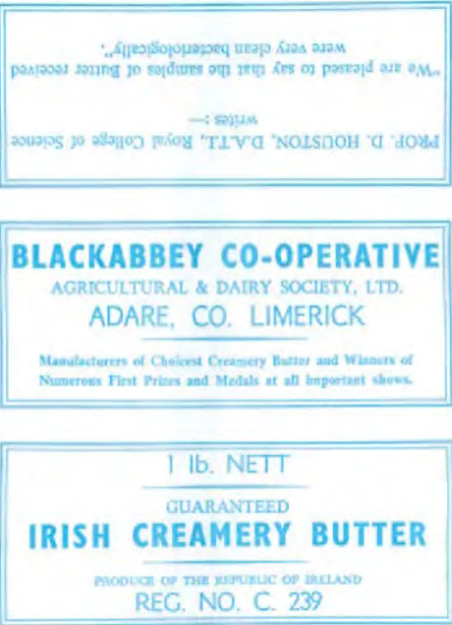 PROF. D. HOUSTON, D.A.T.I., Royal College of Science
writes :—
"We are pleased to say that the samples of Butter received
were very clean bacteriologically".
BLACKABBEY CO-OPERATIVE
AGRICULTURAL & DAIRY SOCIETY, LTD.
ADARE, CO. LIMERICK
Manufacturers of Choicest Creamery Butter and Winners of
Numerous First Prizes and Medals at all important shows.
1 lb. NETT
GUARANTEED
IRISH CREAMERY BUTTER
PRODUCE OF THE REPUBLIC OF IRELAND
REG. NO. C. 239